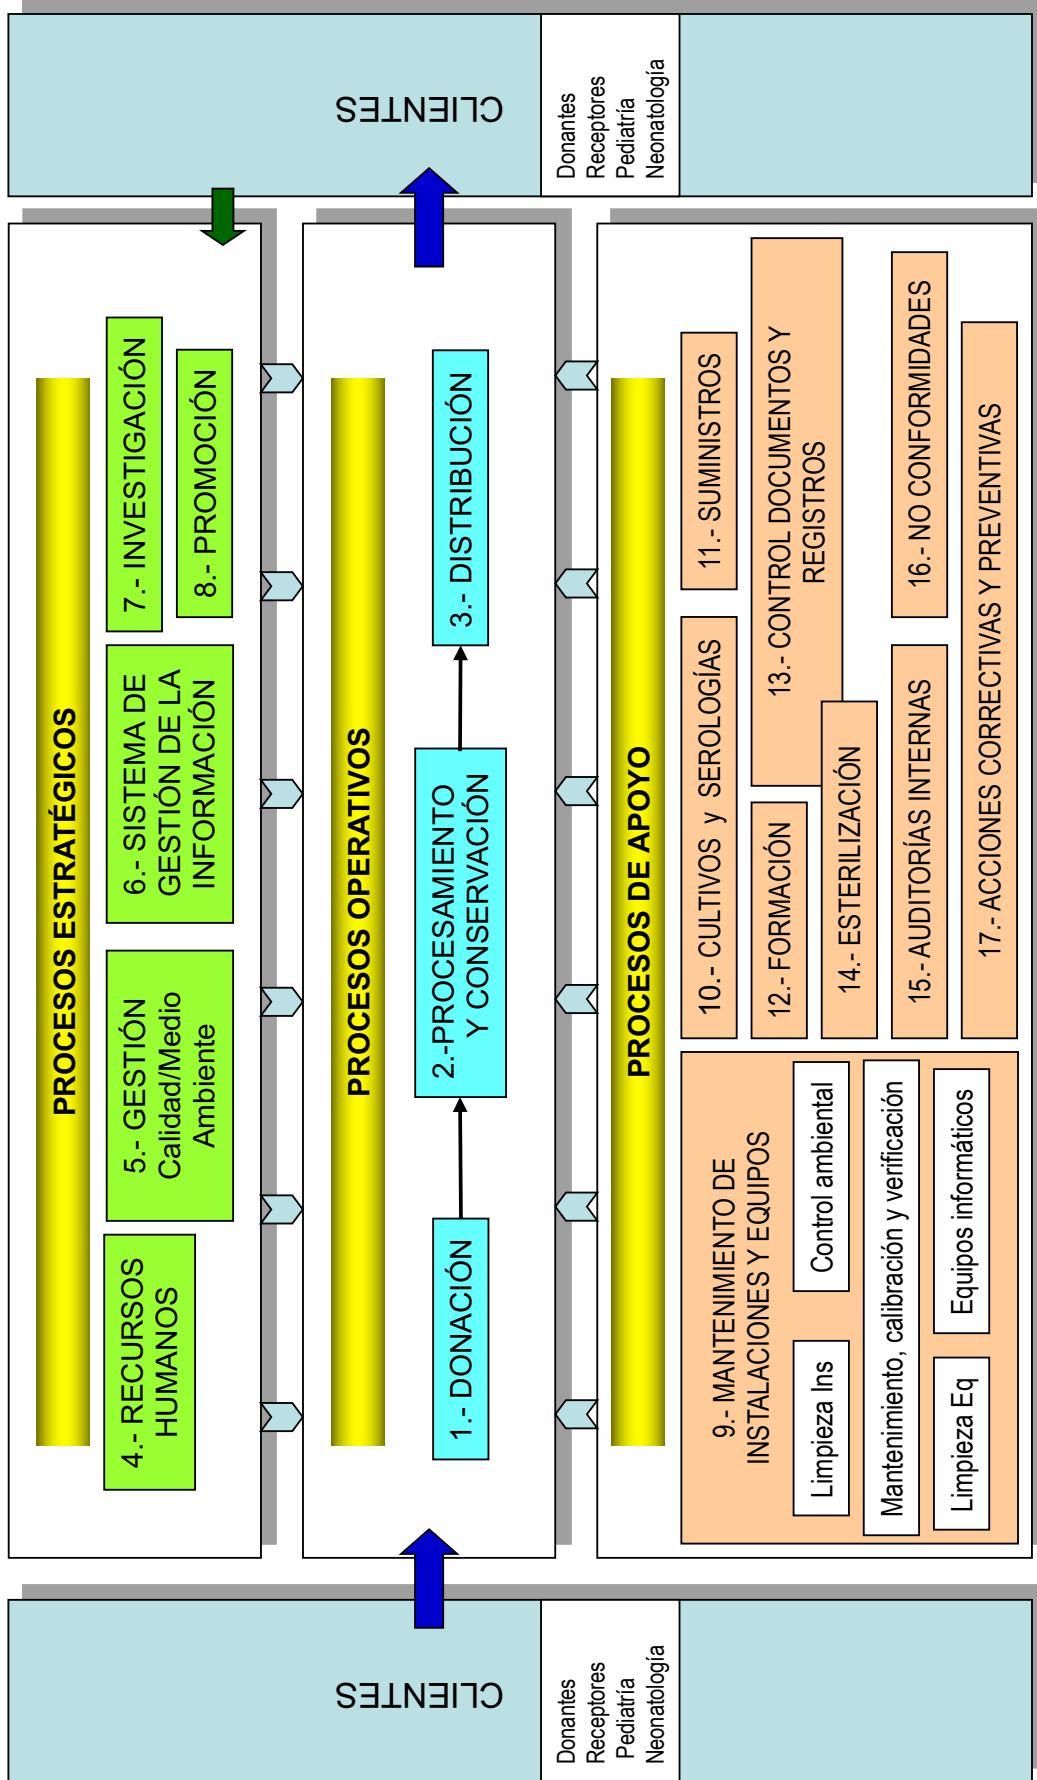 CLIENTES
Donantes
Receptores
Pediatría
Neonatología
PROCESOS ESTRATÉGICOS
4.- RECURSOS
HUMANOS
5.- GESTIÓN
Calidad/Medio
Ambiente
6.- SISTEMA DE
GESTIÓN DE LA
INFORMACIÓN
7.- INVESTIGACIÓN
8.- PROMOCIÓN
PROCESOS OPERATIVOS
1.- DONACIÓN
2.-PROCESAMIENTO
Y CONSERVACIÓN
3.- DISTRIBUCIÓN
PROCESOS DE APOYO
9.- MANTENIMIENTO DE
INSTALACIONES Y EQUIPOS
Limpieza Ins
Control ambiental
Mantenimiento, calibración y verificación
Limpieza Eq
Equipos informáticos
10.- CULTIVOS y SEROLOGÍAS
11.- SUMINISTROS
12.- FORMACIÓN
13.- CONTROL DOCUMENTOS Y
REGISTROS
14.- ESTERILIZACIÓN
15.- AUDITORÍAS INTERNAS
16.- NO CONFORMIDADES
17.- ACCIONES CORRECTIVAS Y PREVENTIVAS
CLIENTES
Donantes
Receptores
Pediatría
Neonatología